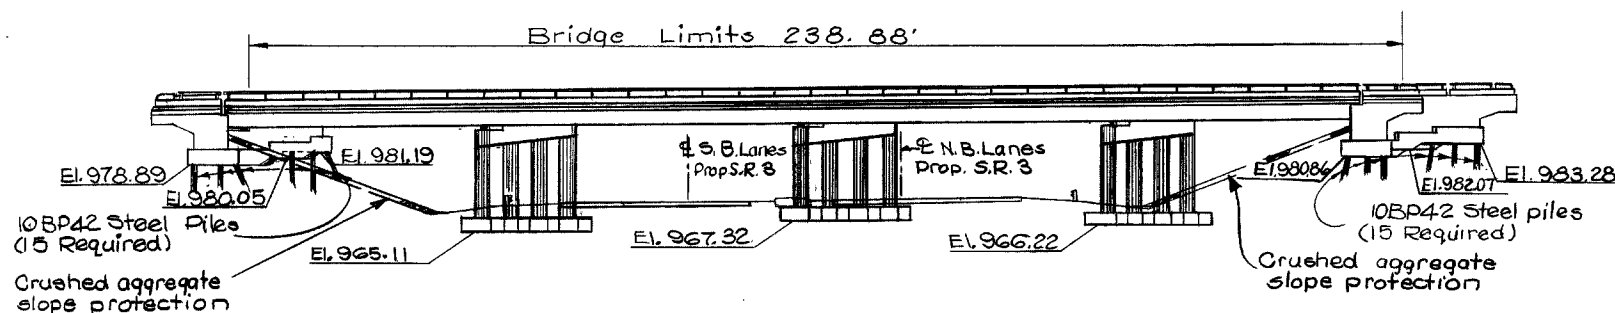 Bridge Limits 238.88'
℄ S.B. Lanes
Prop S.R. 3
℄ N.B. Lanes
Prop. S.R. 3
El. 978.89
El. 981.19
El. 980.05
El. 980.86
El. 982.07
El. 983.28
10BP42 Steel Piles
(15 Required)
El. 965.11
El. 967.32
El. 966.22
10BP42 Steel piles
(15 Required)
Crushed aggregate
slope protection
Crushed aggregate
slope protection